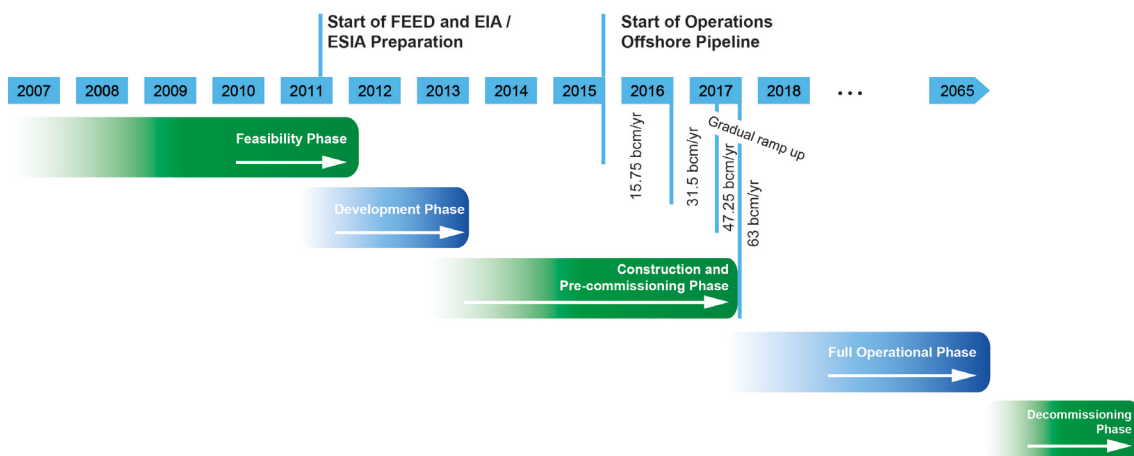 Start of FEED and EIA /
ESIA Preparation
Start of Operations
Offshore Pipeline
2007 2008 2009 2010 2011 2012 2013 2014 2015 2016 2017 2018 ... 2065
Feasibility Phase
15.75 bcm/yr
31.5 bcm/yr
47.25 bcm/yr
63 bcm/yr
Gradual ramp up
Development Phase
Construction and
Pre-commissioning Phase
Full Operational Phase
Decommissioning
Phase